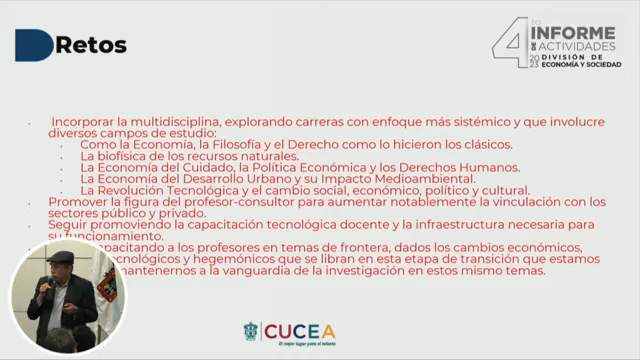 Retos
4TO INFORME
DE ACTIVIDADES
2023 DIVISIÓN DE
ECONOMÍA Y SOCIEDAD
Incorporar la multidisciplina, explorando carreras con enfoque más sistémico y que involucre
diversos campos de estudio:
Como la Economía, la Filosofía y el Derecho como lo hicieron los clásicos.
La biofísica de los recursos naturales.
La Economía del Cuidado, la Política Económica y los Derechos Humanos.
La Economía del Desarrollo Urbano y su Impacto Medioambiental.
La Revolución Tecnológica y el cambio social, económico, político y cultural.
Promover la figura del profesor-consultor para aumentar notablemente la vinculación con los
sectores público y privado.
Seguir promoviendo la capacitación tecnológica docente y la infraestructura necesaria para
su funcionamiento.
capacitando a los profesores en temas de frontera, dados los cambios económicos,
tecnológicos y hegemónicos que se libran en esta etapa de transición que estamos
mantenernos a la vanguardia de la investigación en estos mismo temas.
CUCEA
El mejor lugar para el talento